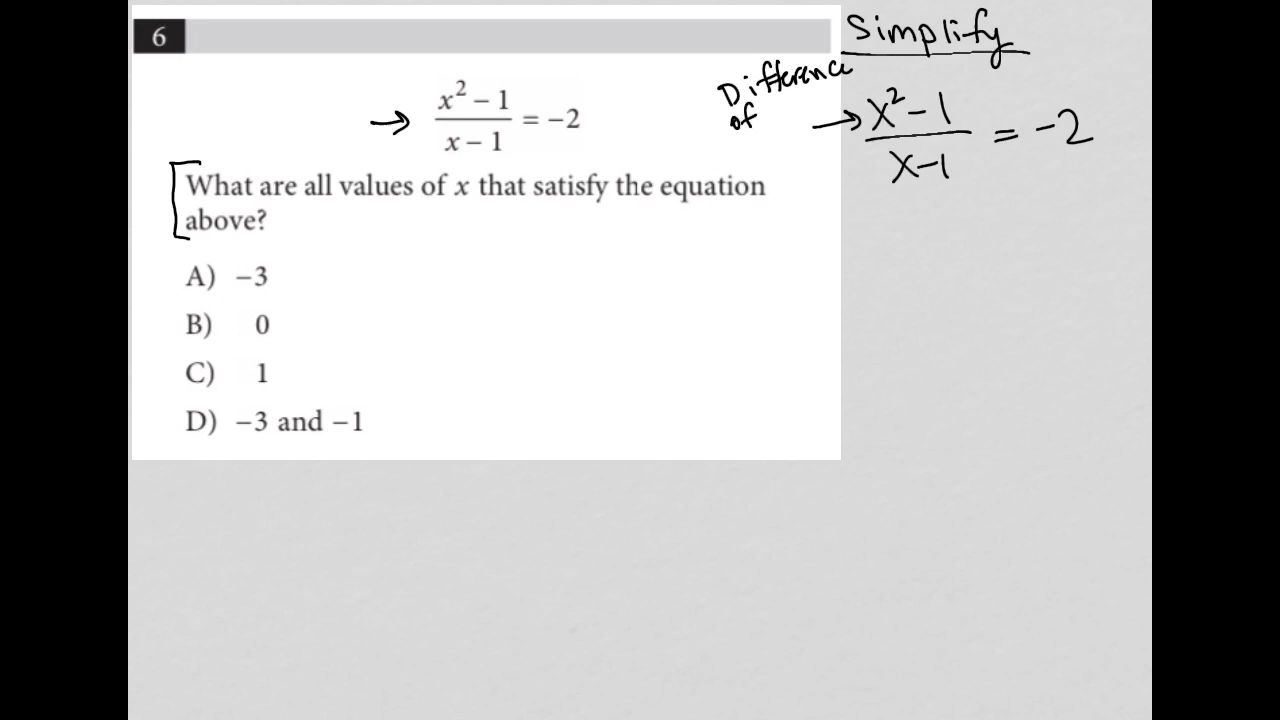 6
x² − 1
x − 1
= −2
What are all values of x that satisfy the equation
above?
A) −3
B) 0
C) 1
D) −3 and −1
Simplify
Difference
of
x² − 1
x − 1
= −2